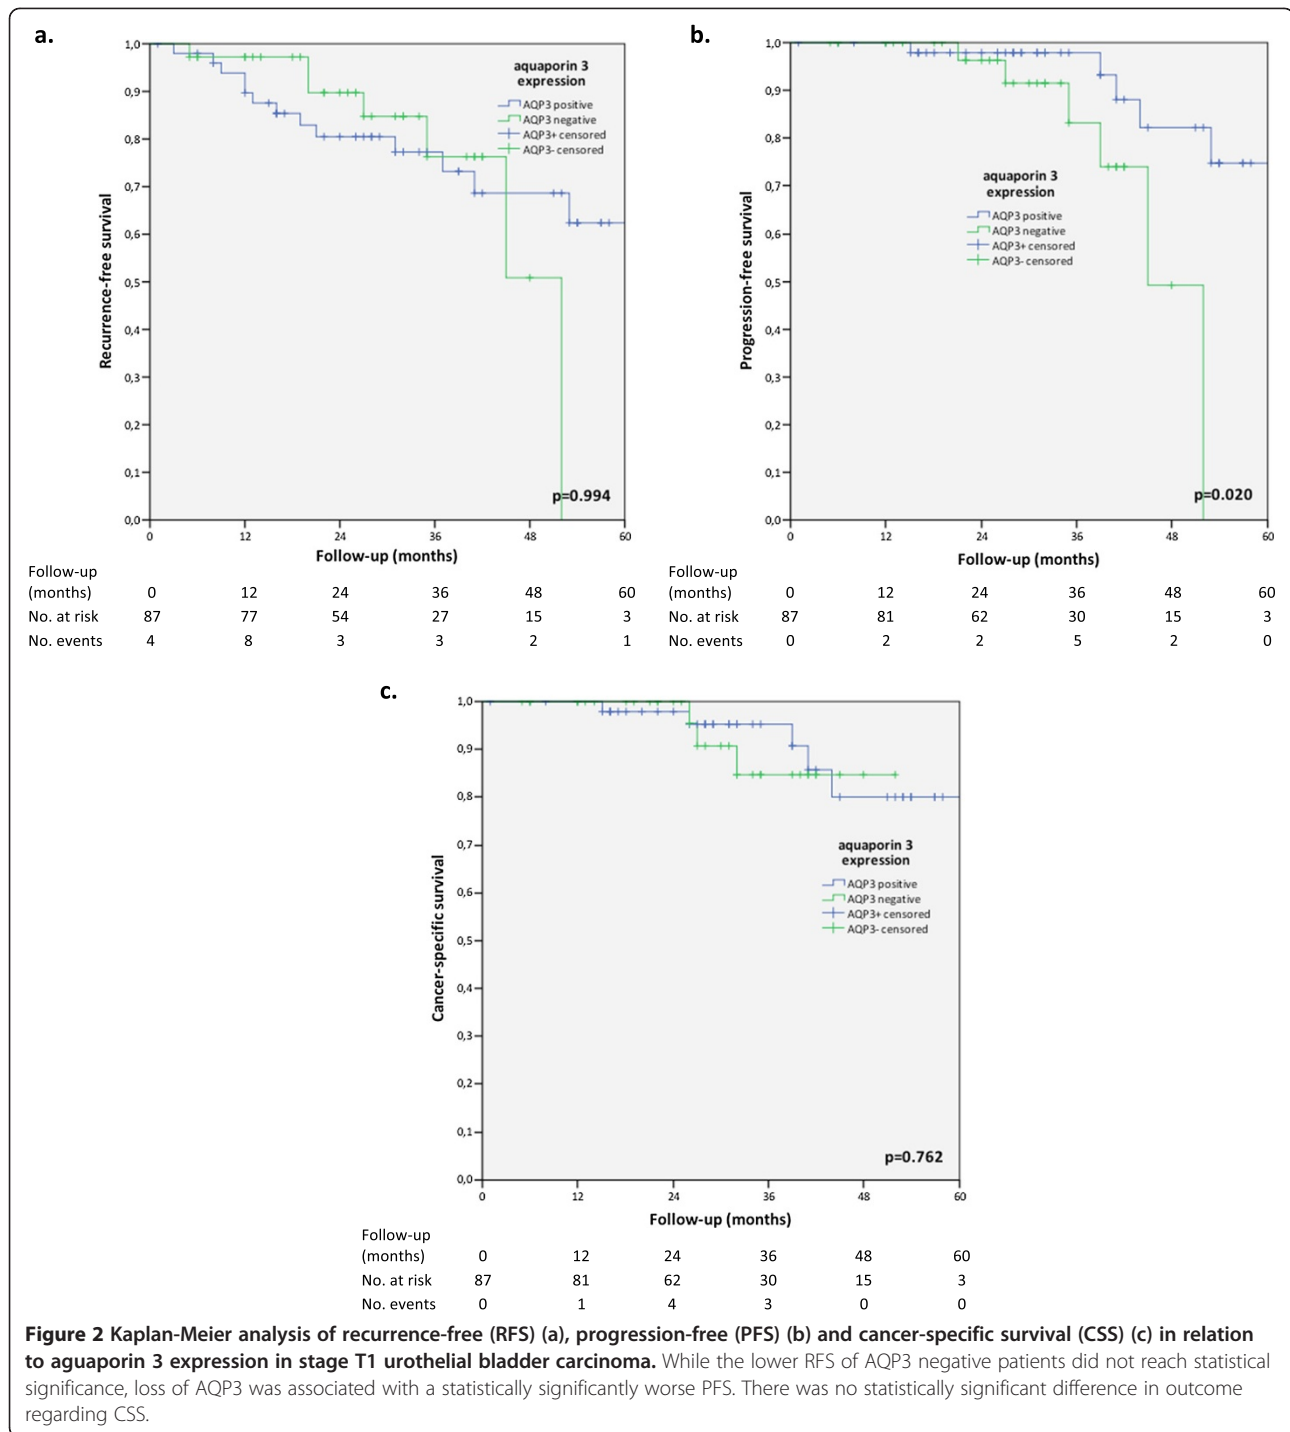 a.
1,0
0,9
0,8
0,7
0,6
0,5
0,4
0,3
0,2
0,1
0,0
Recurrence-free survival
aquaporin 3
expression
AQP3 positive
AQP3 negative
AQP3+ censored
AQP3- censored
p=0.994
0 12 24 36 48 60
Follow-up (months)
Follow-up
(months) 0 12 24 36 48 60
No. at risk 87 77 54 27 15 3
No. events 4 8 3 3 2 1
b.
1,0
0,9
0,8
0,7
0,6
0,5
0,4
0,3
0,2
0,1
0,0
Progression-free survival
aquaporin 3
expression
AQP3 positive
AQP3 negative
AQP3+ censored
AQP3- censored
p=0.020
0 12 24 36 48 60
Follow-up (months)
Follow-up
(months) 0 12 24 36 48 60
No. at risk 87 81 62 30 15 3
No. events 0 2 2 5 2 0
c.
1,0
0,9
0,8
0,7
0,6
0,5
0,4
0,3
0,2
0,1
0,0
Cancer-specific survival
aquaporin 3
expression
AQP3 positive
AQP3 negative
AQP3+ censored
AQP3- censored
p=0.762
0 12 24 36 48 60
Follow-up (months)
Follow-up
(months) 0 12 24 36 48 60
No. at risk 87 81 62 30 15 3
No. events 0 1 4 3 0 0
Figure 2 Kaplan-Meier analysis of recurrence-free (RFS) (a), progression-free (PFS) (b) and cancer-specific survival (CSS) (c) in relation
to aguaporin 3 expression in stage T1 urothelial bladder carcinoma. While the lower RFS of AQP3 negative patients did not reach statistical
significance, loss of AQP3 was associated with a statistically significantly worse PFS. There was no statistically significant difference in outcome
regarding CSS.